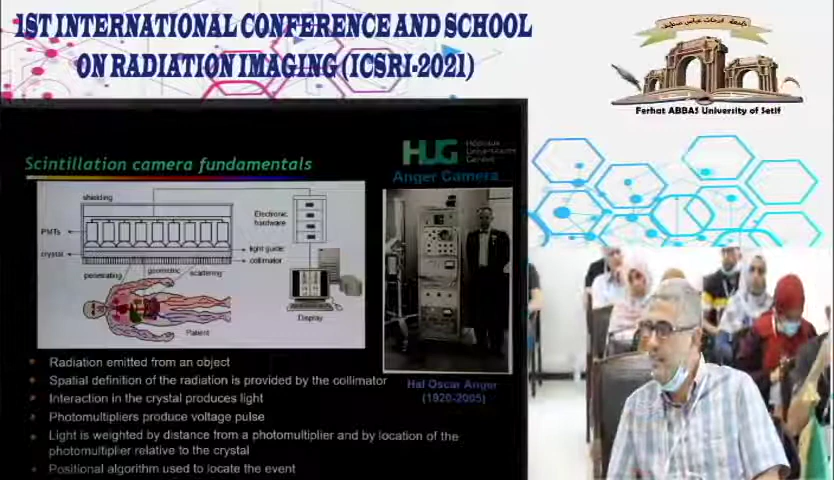 1ST INTERNATIONAL CONFERENCE AND SCHOOL
ON RADIATION IMAGING (ICSRI-2021)
Ferhat ABBAS University of Setif
Scintillation camera fundamentals
HUG
Anger Camera
shielding
PMTs
crystal
Electronic
hardware
light guide
collimator
penetrating
geometric
scattering
Patient
Display
Radiation emitted from an object
Spatial definition of the radiation is provided by the collimator
Interaction in the crystal produces light
Photomultipliers produce voltage pulse
Light is weighted by distance from a photomultiplier and by location of the
photomultiplier relative to the crystal
Positional algorithm used to locate the event
Hal Oscar Anger
(1920-2005)